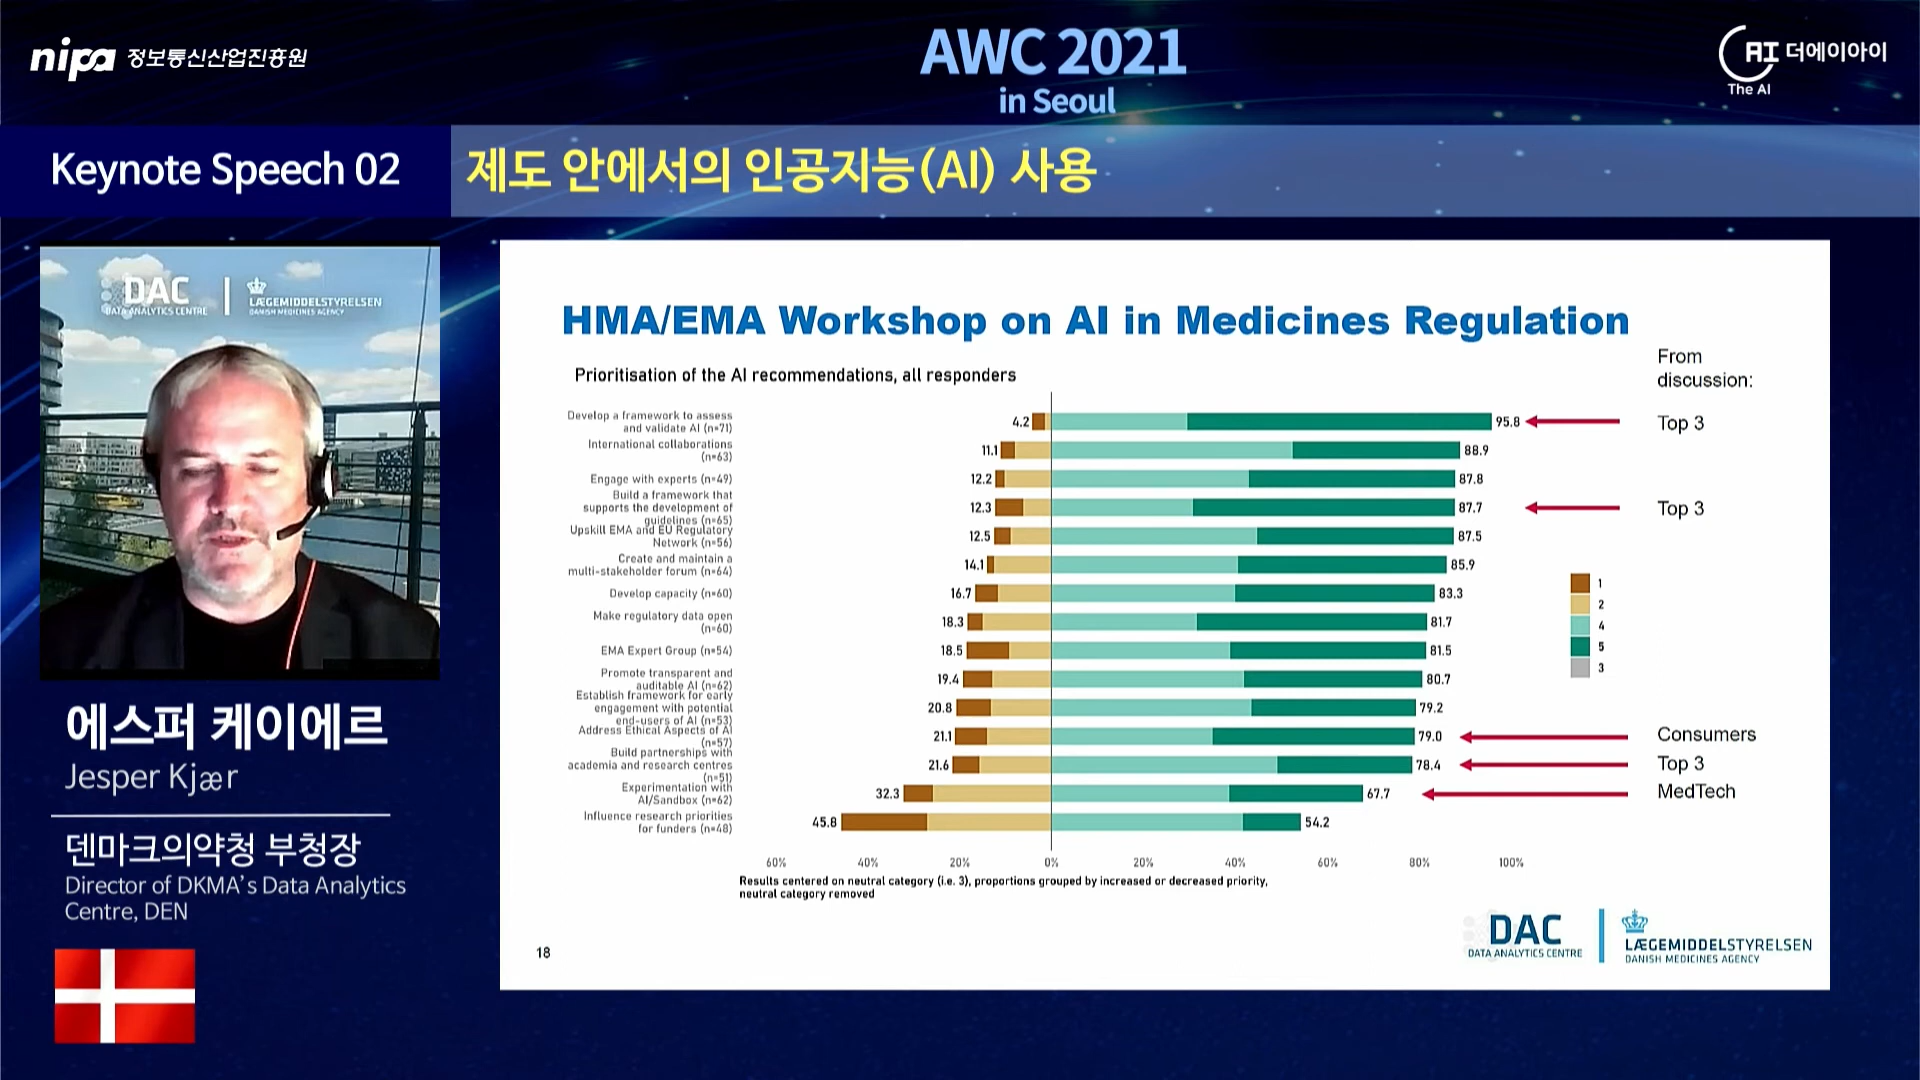 nipa 정보통신산업진흥원
AWC 2021
in Seoul
AI 더에이아이
The AI
Keynote Speech 02
제도 안에서의 인공지능(AI) 사용
DAC
DATA ANALYTICS CENTRE
LÆGEMIDDELSTYRELSEN
DANISH MEDICINES AGENCY
에스퍼 케이에르
Jesper Kjær
덴마크의약청 부청장
Director of DKMA's Data Analytics
Centre, DEN
HMA/EMA Workshop on AI in Medicines Regulation
Prioritisation of the AI recommendations, all responders
From
discussion:
Develop a framework to assess
and validate AI (n=71)
4.2
95.8
Top 3
International collaborations
(n=63)
11.1
88.9
Engage with experts (n=49)
12.2
87.8
Build a framework that
supports the development of
guidelines (n=65)
12.3
87.7
Top 3
Upskill EMA and EU Regulatory
Network (n=56)
12.5
87.5
Create and maintain a
multi-stakeholder forum (n=64)
14.1
85.9
Develop capacity (n=60)
16.7
83.3
Make regulatory data open
(n=60)
18.3
81.7
EMA Expert Group (n=54)
18.5
81.5
Promote transparent and
auditable AI (n=62)
19.4
80.7
Establish framework for early
engagement with potential
end-users of AI (n=53)
20.8
79.2
Address Ethical Aspects of AI
(n=57)
21.1
79.0
Consumers
Build partnerships with
academia and research centres
(n=51)
21.6
78.4
Top 3
Experimentation with
AI/Sandbox (n=62)
32.3
67.7
MedTech
Influence research priorities
for funders (n=48)
45.8
54.2
1
2
4
5
3
60% 40% 20% 0% 20% 40% 60% 80% 100%
Results centered on neutral category (i.e. 3), proportions grouped by increased or decreased priority,
neutral category removed
18
DAC
DATA ANALYTICS CENTRE
LÆGEMIDDELSTYRELSEN
DANISH MEDICINES AGENCY